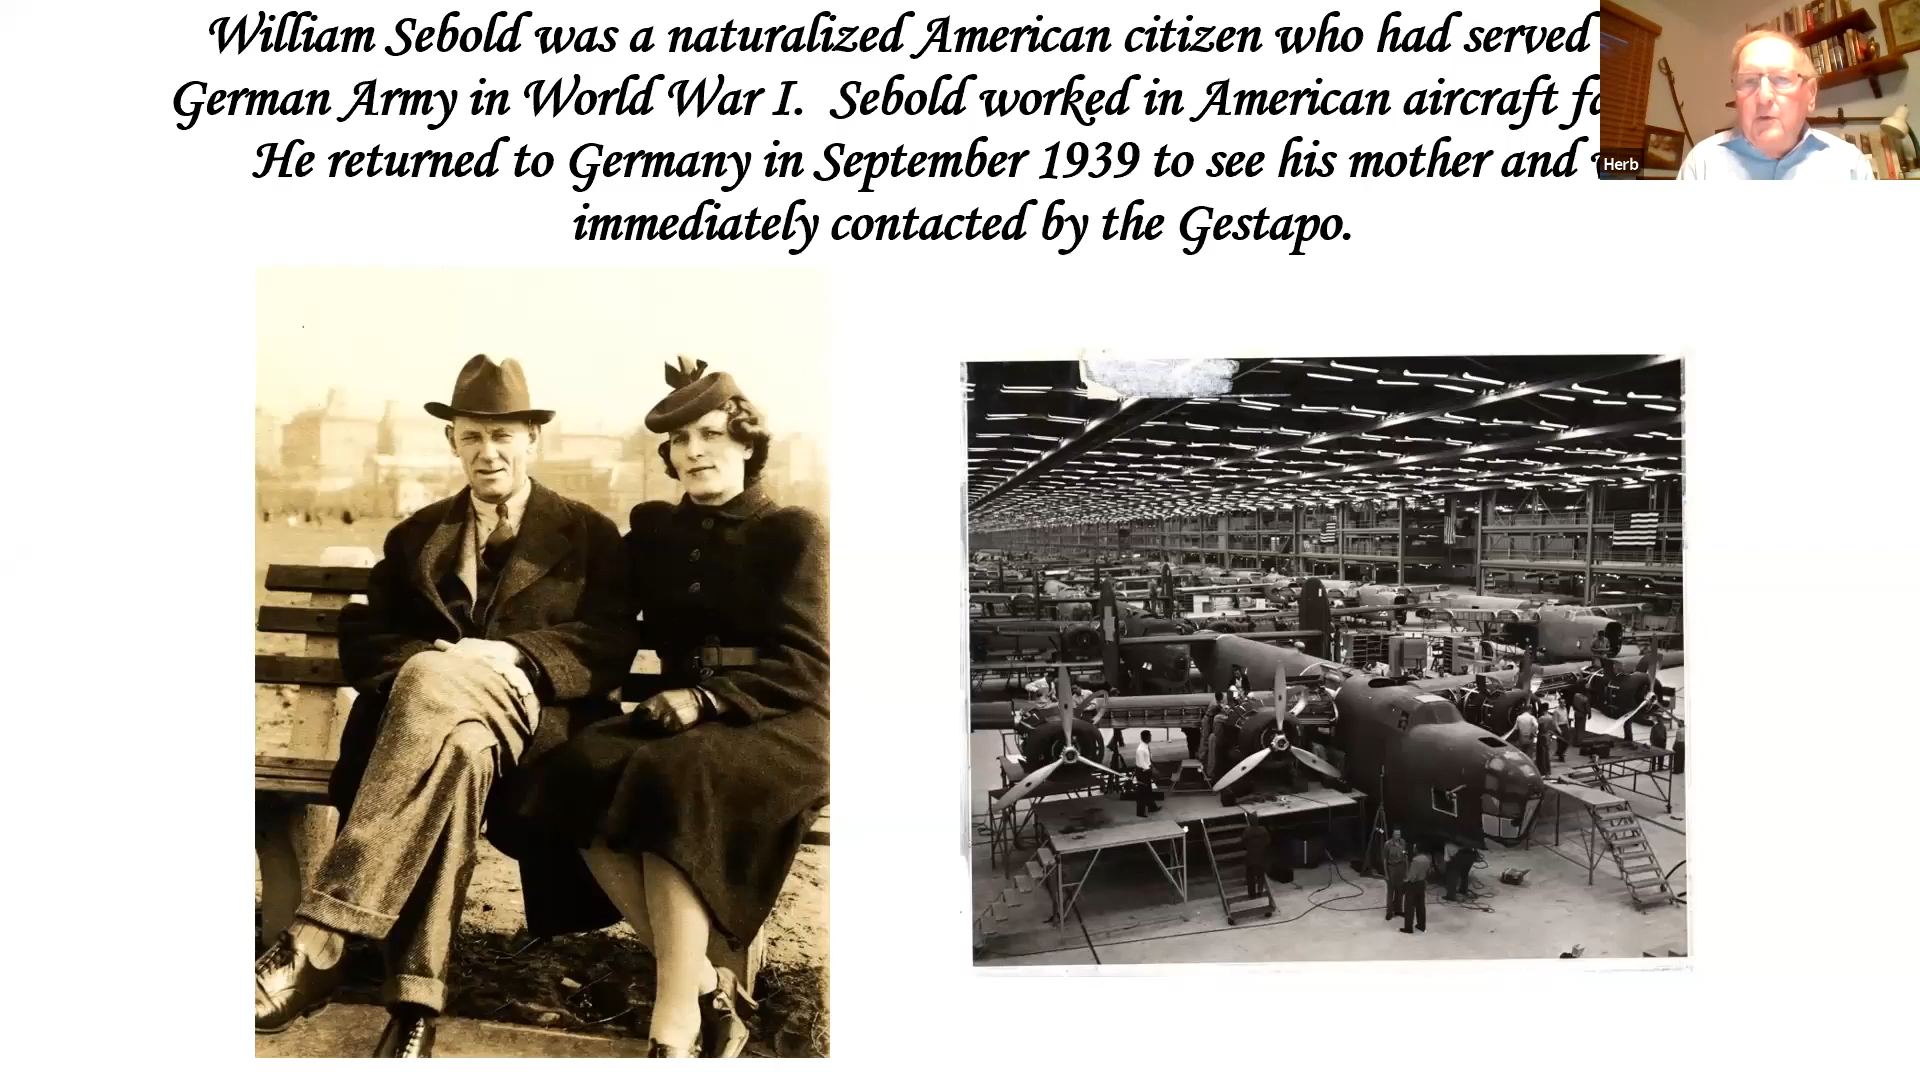 William Sebold was a naturalized American citizen who had served
German Army in World War I. Sebold worked in American aircraft
He returned to Germany in September 1939 to see his mother and
immediately contacted by the Gestapo.
Herb